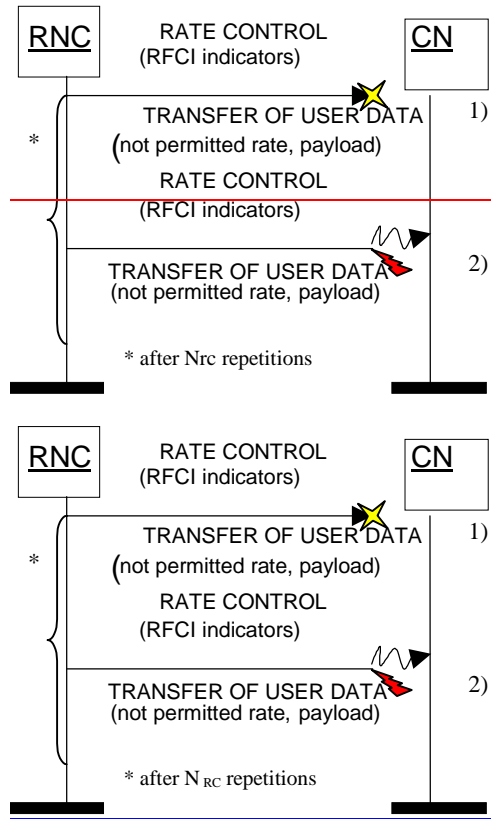 RNC
RATE CONTROL
(RFCI indicators)
CN
TRANSFER OF USER DATA
1)
*
(not permitted rate, payload)
RATE CONTROL
(RFCI indicators)
TRANSFER OF USER DATA
2)
(not permitted rate, payload)
* after Nrc repetitions
RNC
RATE CONTROL
(RFCI indicators)
CN
TRANSFER OF USER DATA
1)
*
(not permitted rate, payload)
RATE CONTROL
(RFCI indicators)
TRANSFER OF USER DATA
2)
(not permitted rate, payload)
* after N RC repetitions